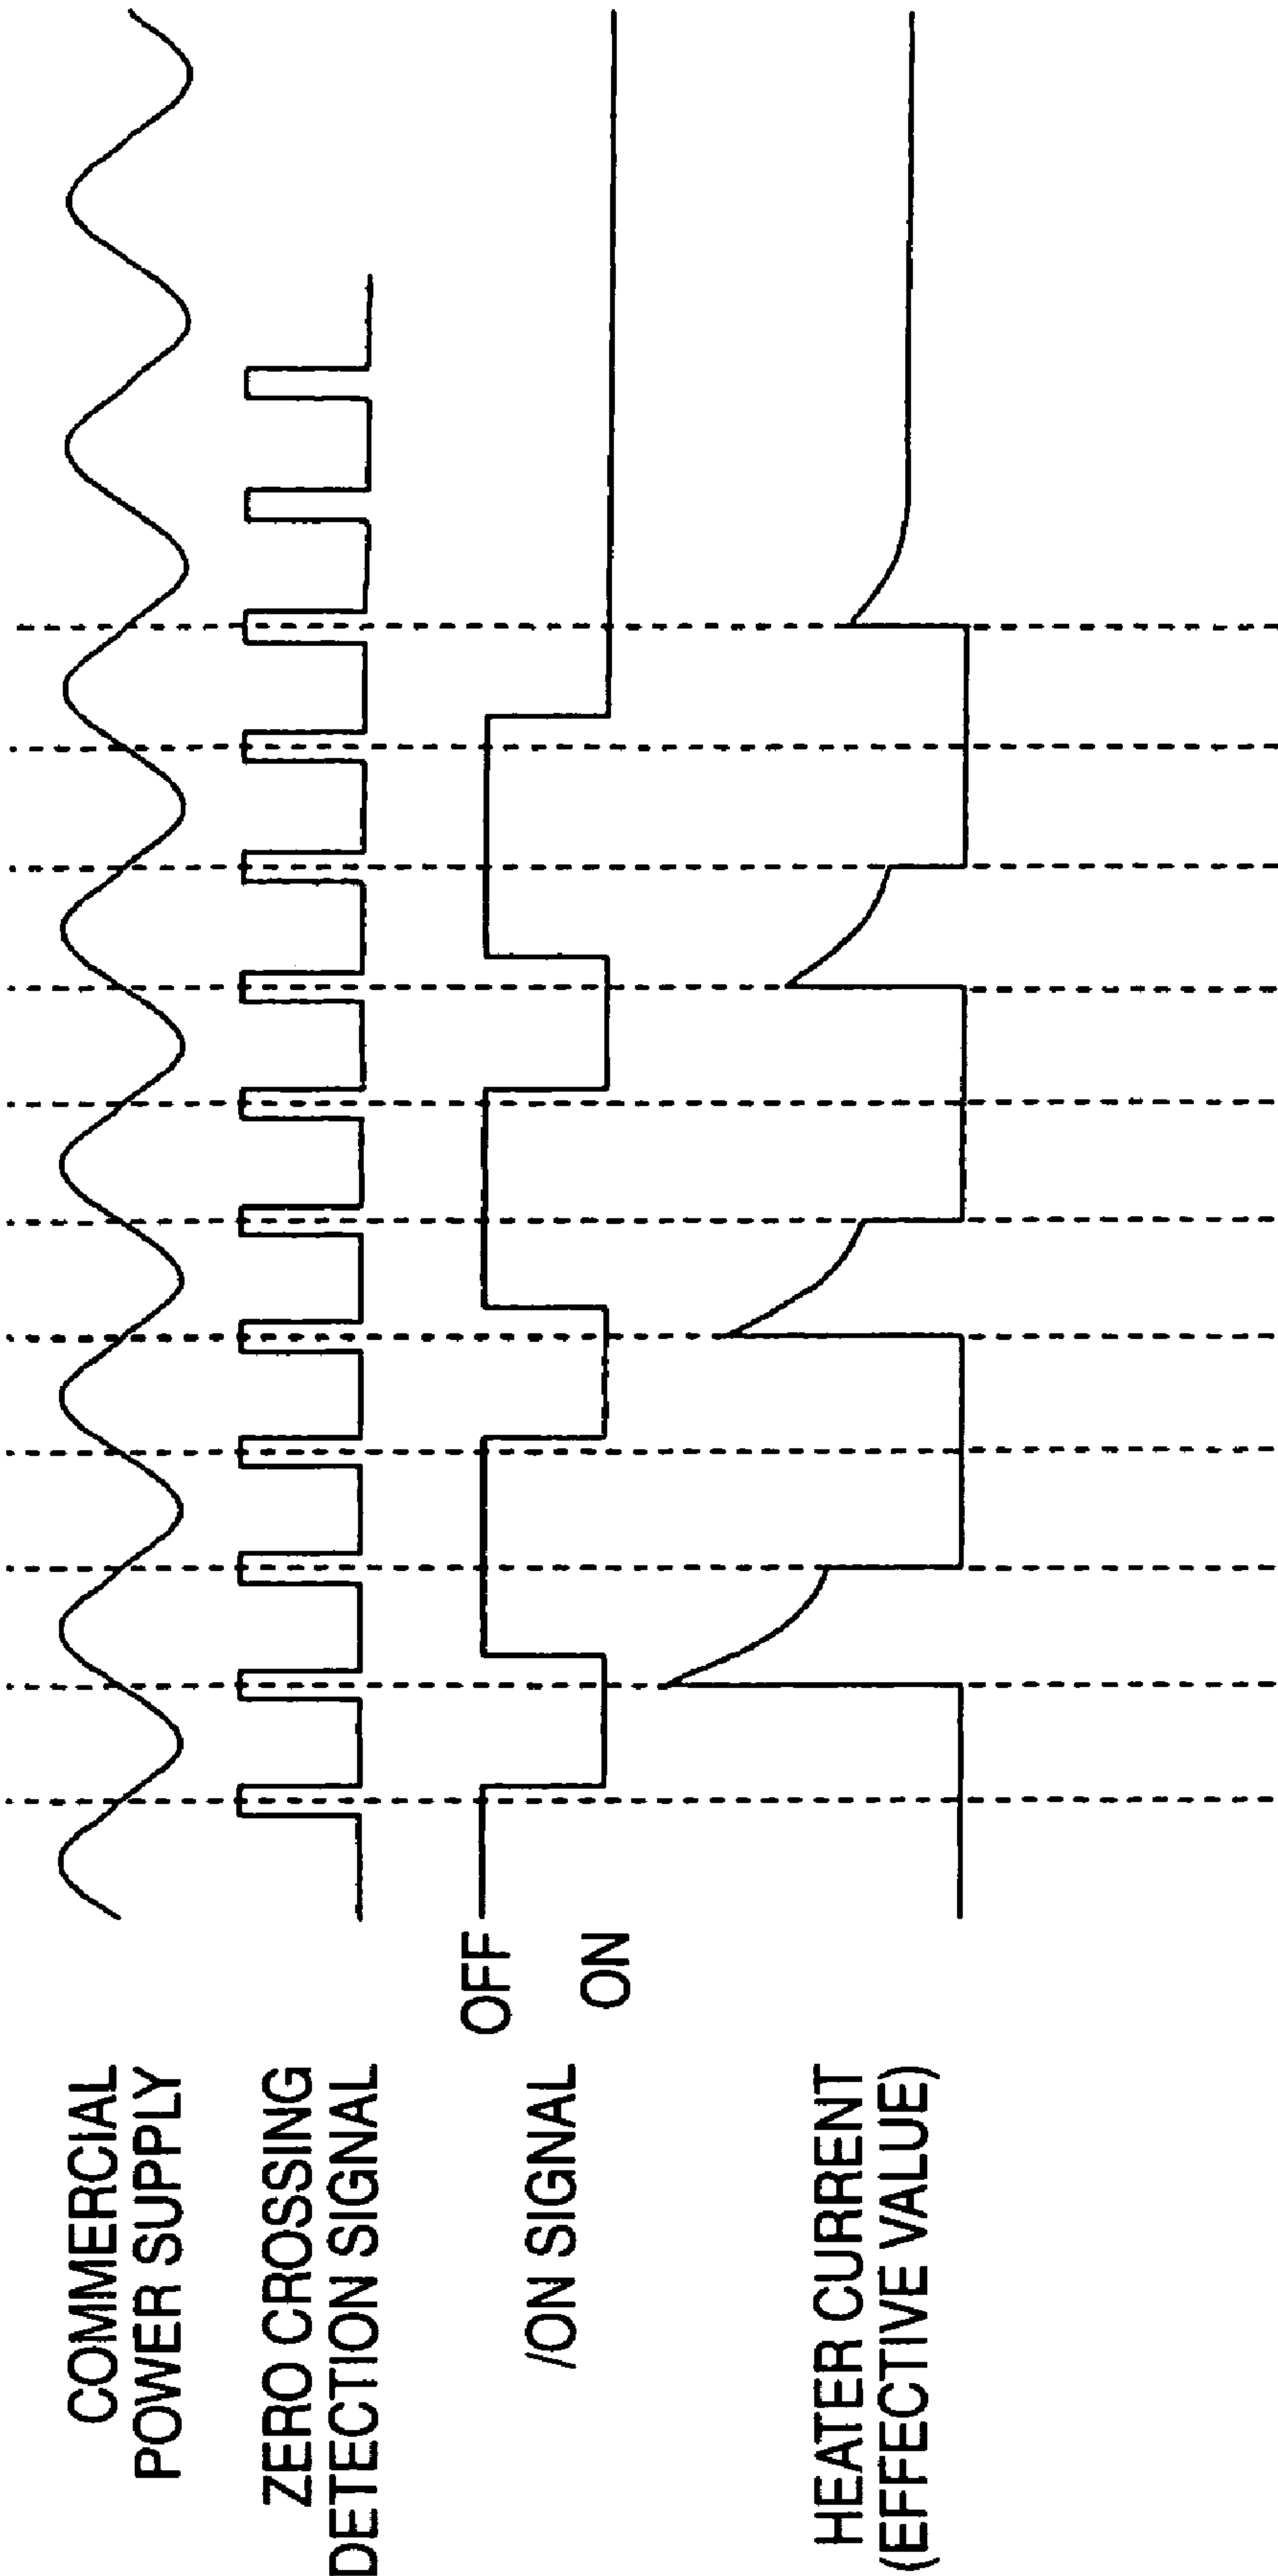 COMMERCIAL
POWER SUPPLY
ZERO CROSSING
DETECTION SIGNAL
/ON SIGNAL
OFF
ON
HEATER CURRENT
(EFFECTIVE VALUE)